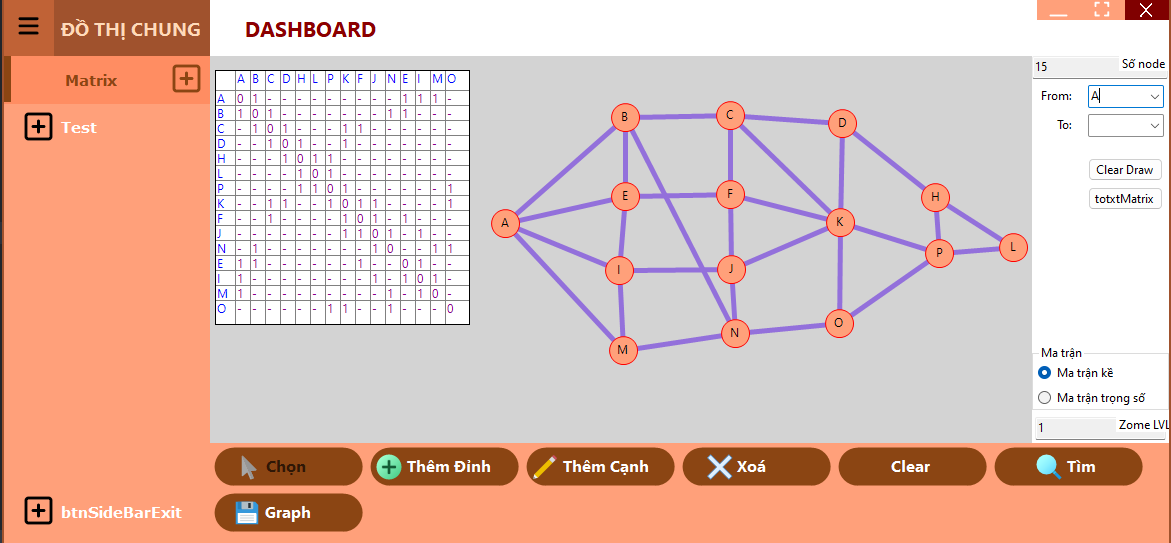 ĐỒ THỊ CHUNG
DASHBOARD
Matrix
Test
btnSideBarExit
A B C D H L P K F J N E I M O
A 0 1 - - - - - - - - - 1 1 1 -
B 1 0 1 - - - - - - - 1 1 - - -
C - 1 0 1 - - - 1 1 - - - - - -
D - - 1 0 1 - - 1 - - - - - - -
H - - - 1 0 1 1 - - - - - - - -
L - - - - 1 0 1 - - - - - - - -
P - - - - 1 1 0 1 - - - - - - 1
K - - 1 1 - - 1 0 1 1 - - - - 1
F - - 1 - - - - 1 0 1 - 1 - - -
J - - - - - - - 1 1 0 1 - 1 - -
N - 1 - - - - - - - 1 0 - - 1 1
E 1 1 - - - - - - 1 - - 0 1 - -
I 1 - - - - - - - - 1 - 1 0 1 -
M 1 - - - - - - - - - 1 - 1 0 -
O - - - - - - 1 1 - - 1 - - - 0
B
C
D
E
F
H
A
K
I
J
P
L
M
N
O
15 Số node
From: A
To:
Clear Draw
totxtMatrix
Ma trận
Ma trận kề
Ma trận trọng số
1 Zome LVL
Chọn
Thêm Đỉnh
Thêm Cạnh
Xoá
Clear
Tìm
Graph